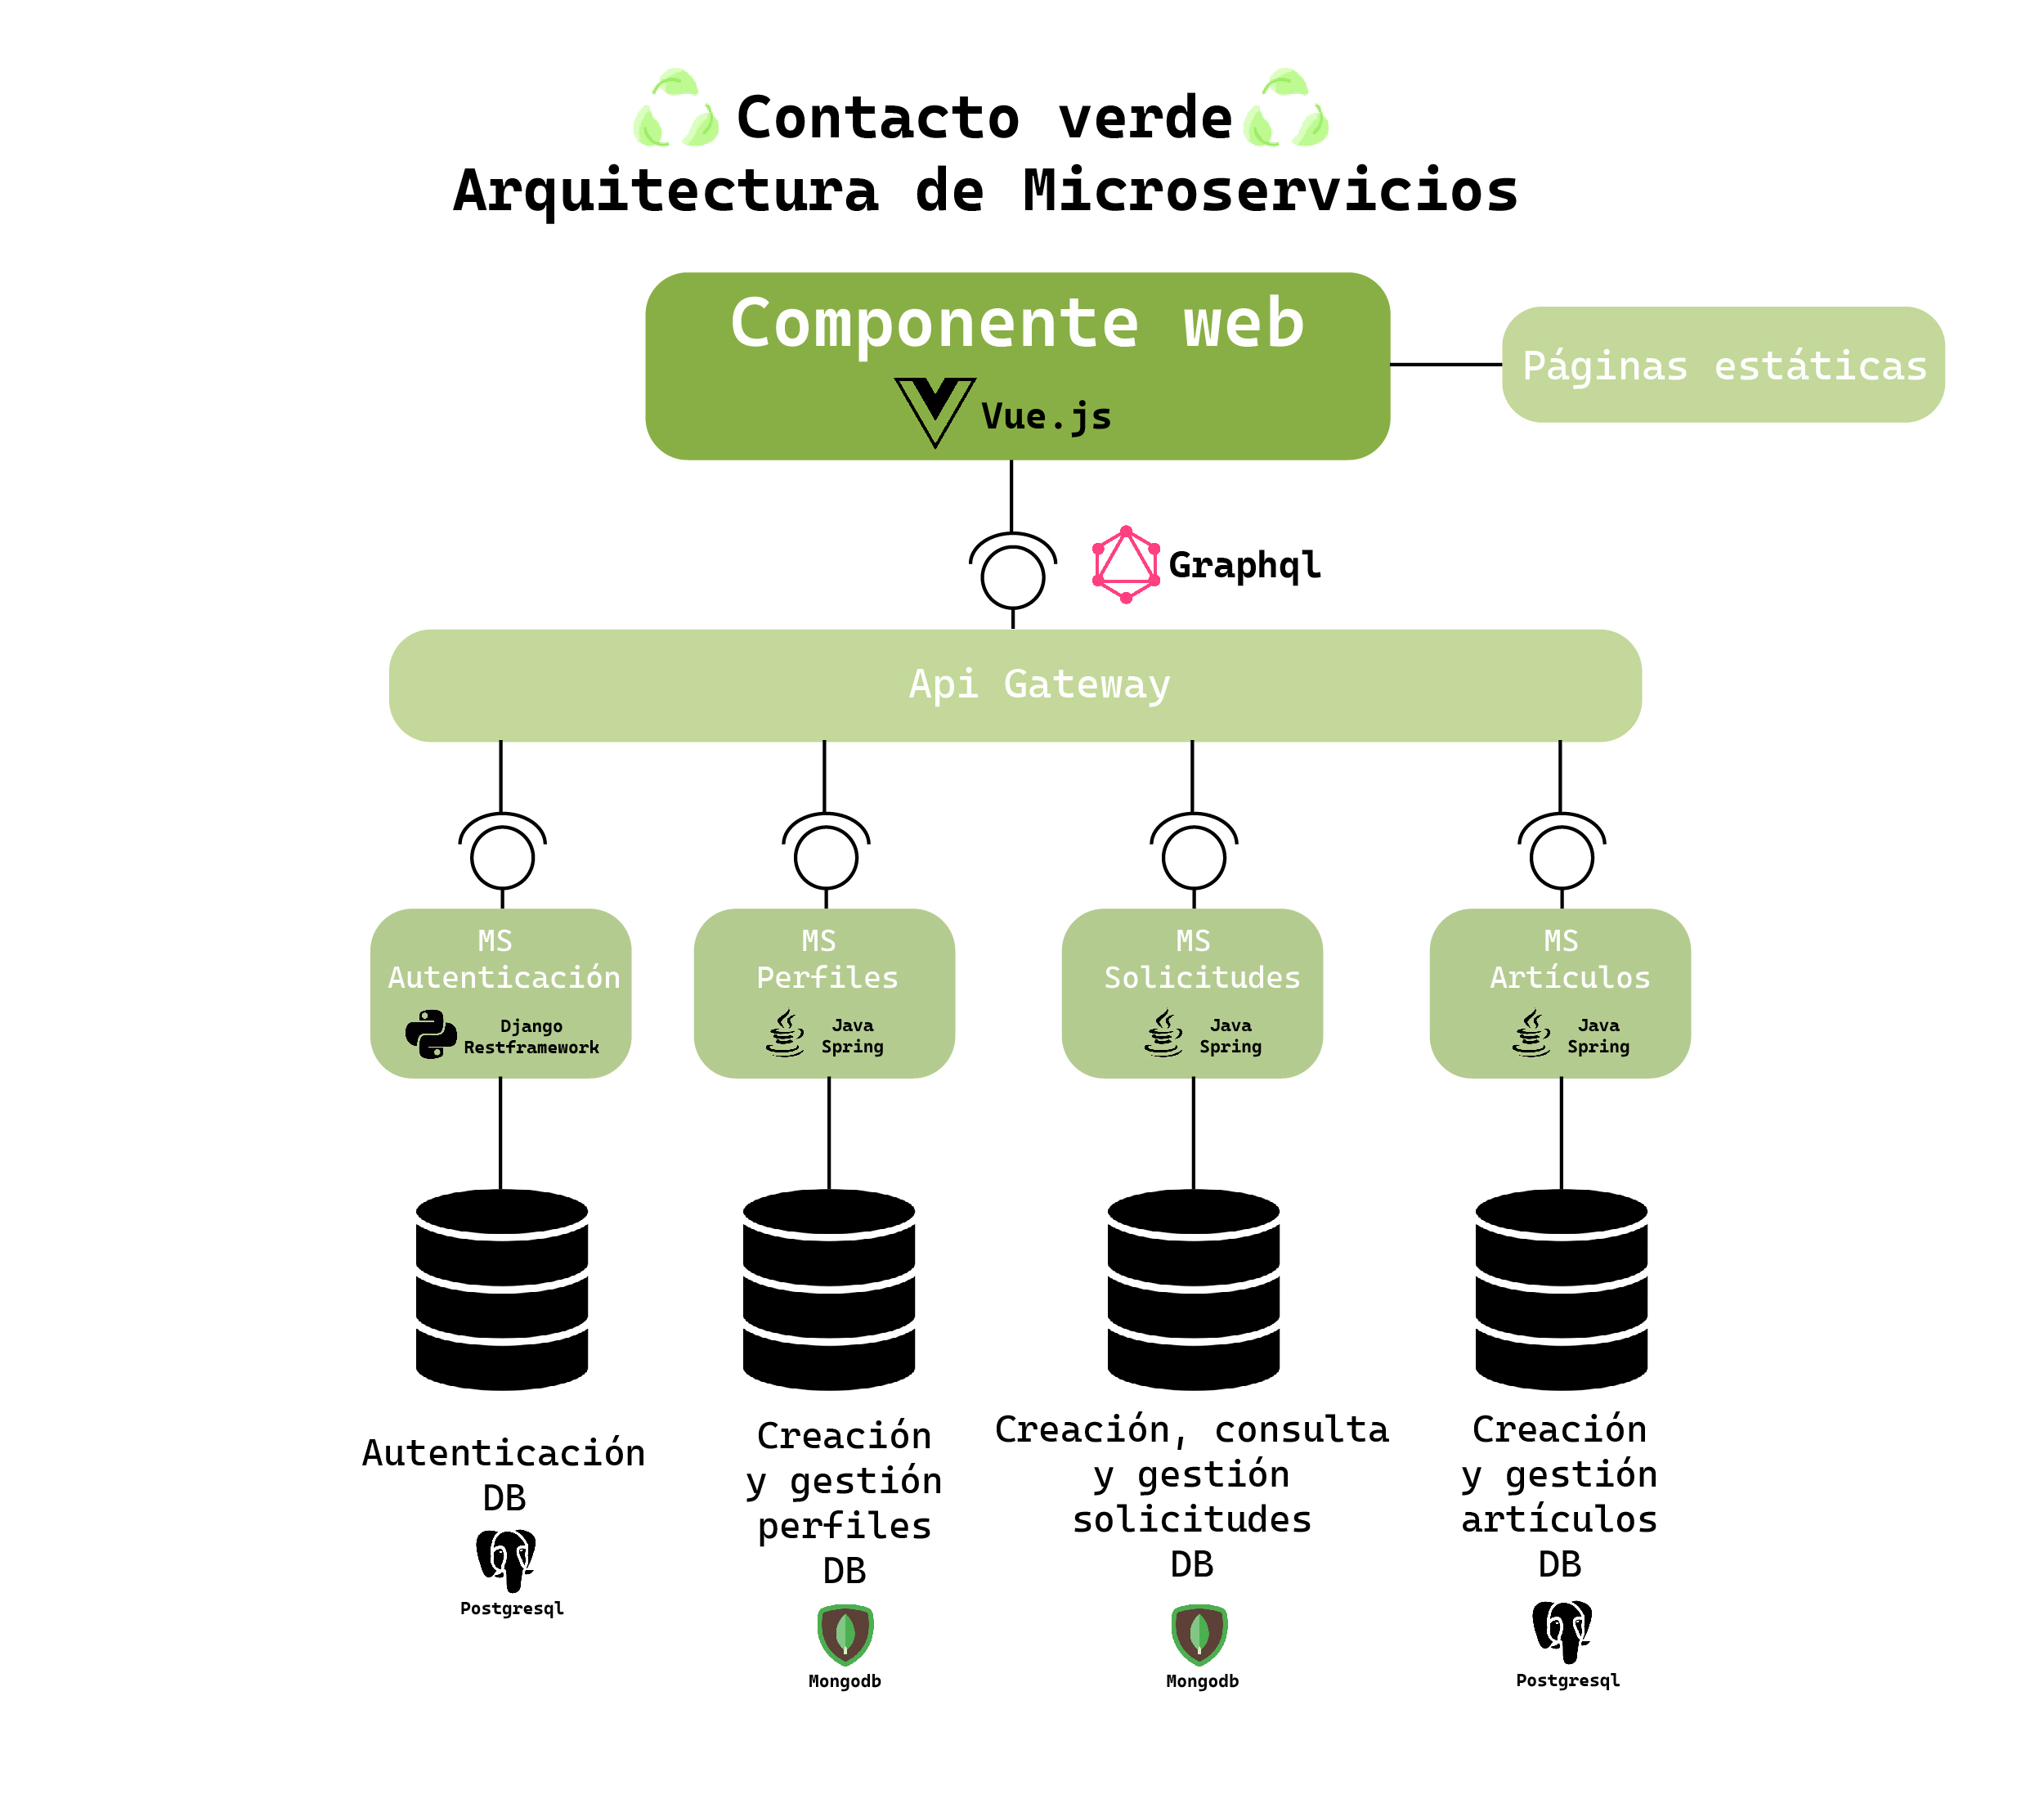 Contacto verde
Arquitectura de Microservicios
Componente web
Vue.js
Páginas estáticas
Graphql
Api Gateway
MS
Autenticación
Django
Restframework
MS
Perfiles
Java
Spring
MS
Solicitudes
Java
Spring
MS
Artículos
Java
Spring
Autenticación
DB
Postgresql
Creación
y gestión
perfiles
DB
Mongodb
Creación, consulta
y gestión
solicitudes
DB
Mongodb
Creación
y gestión
artículos
DB
Postgresql